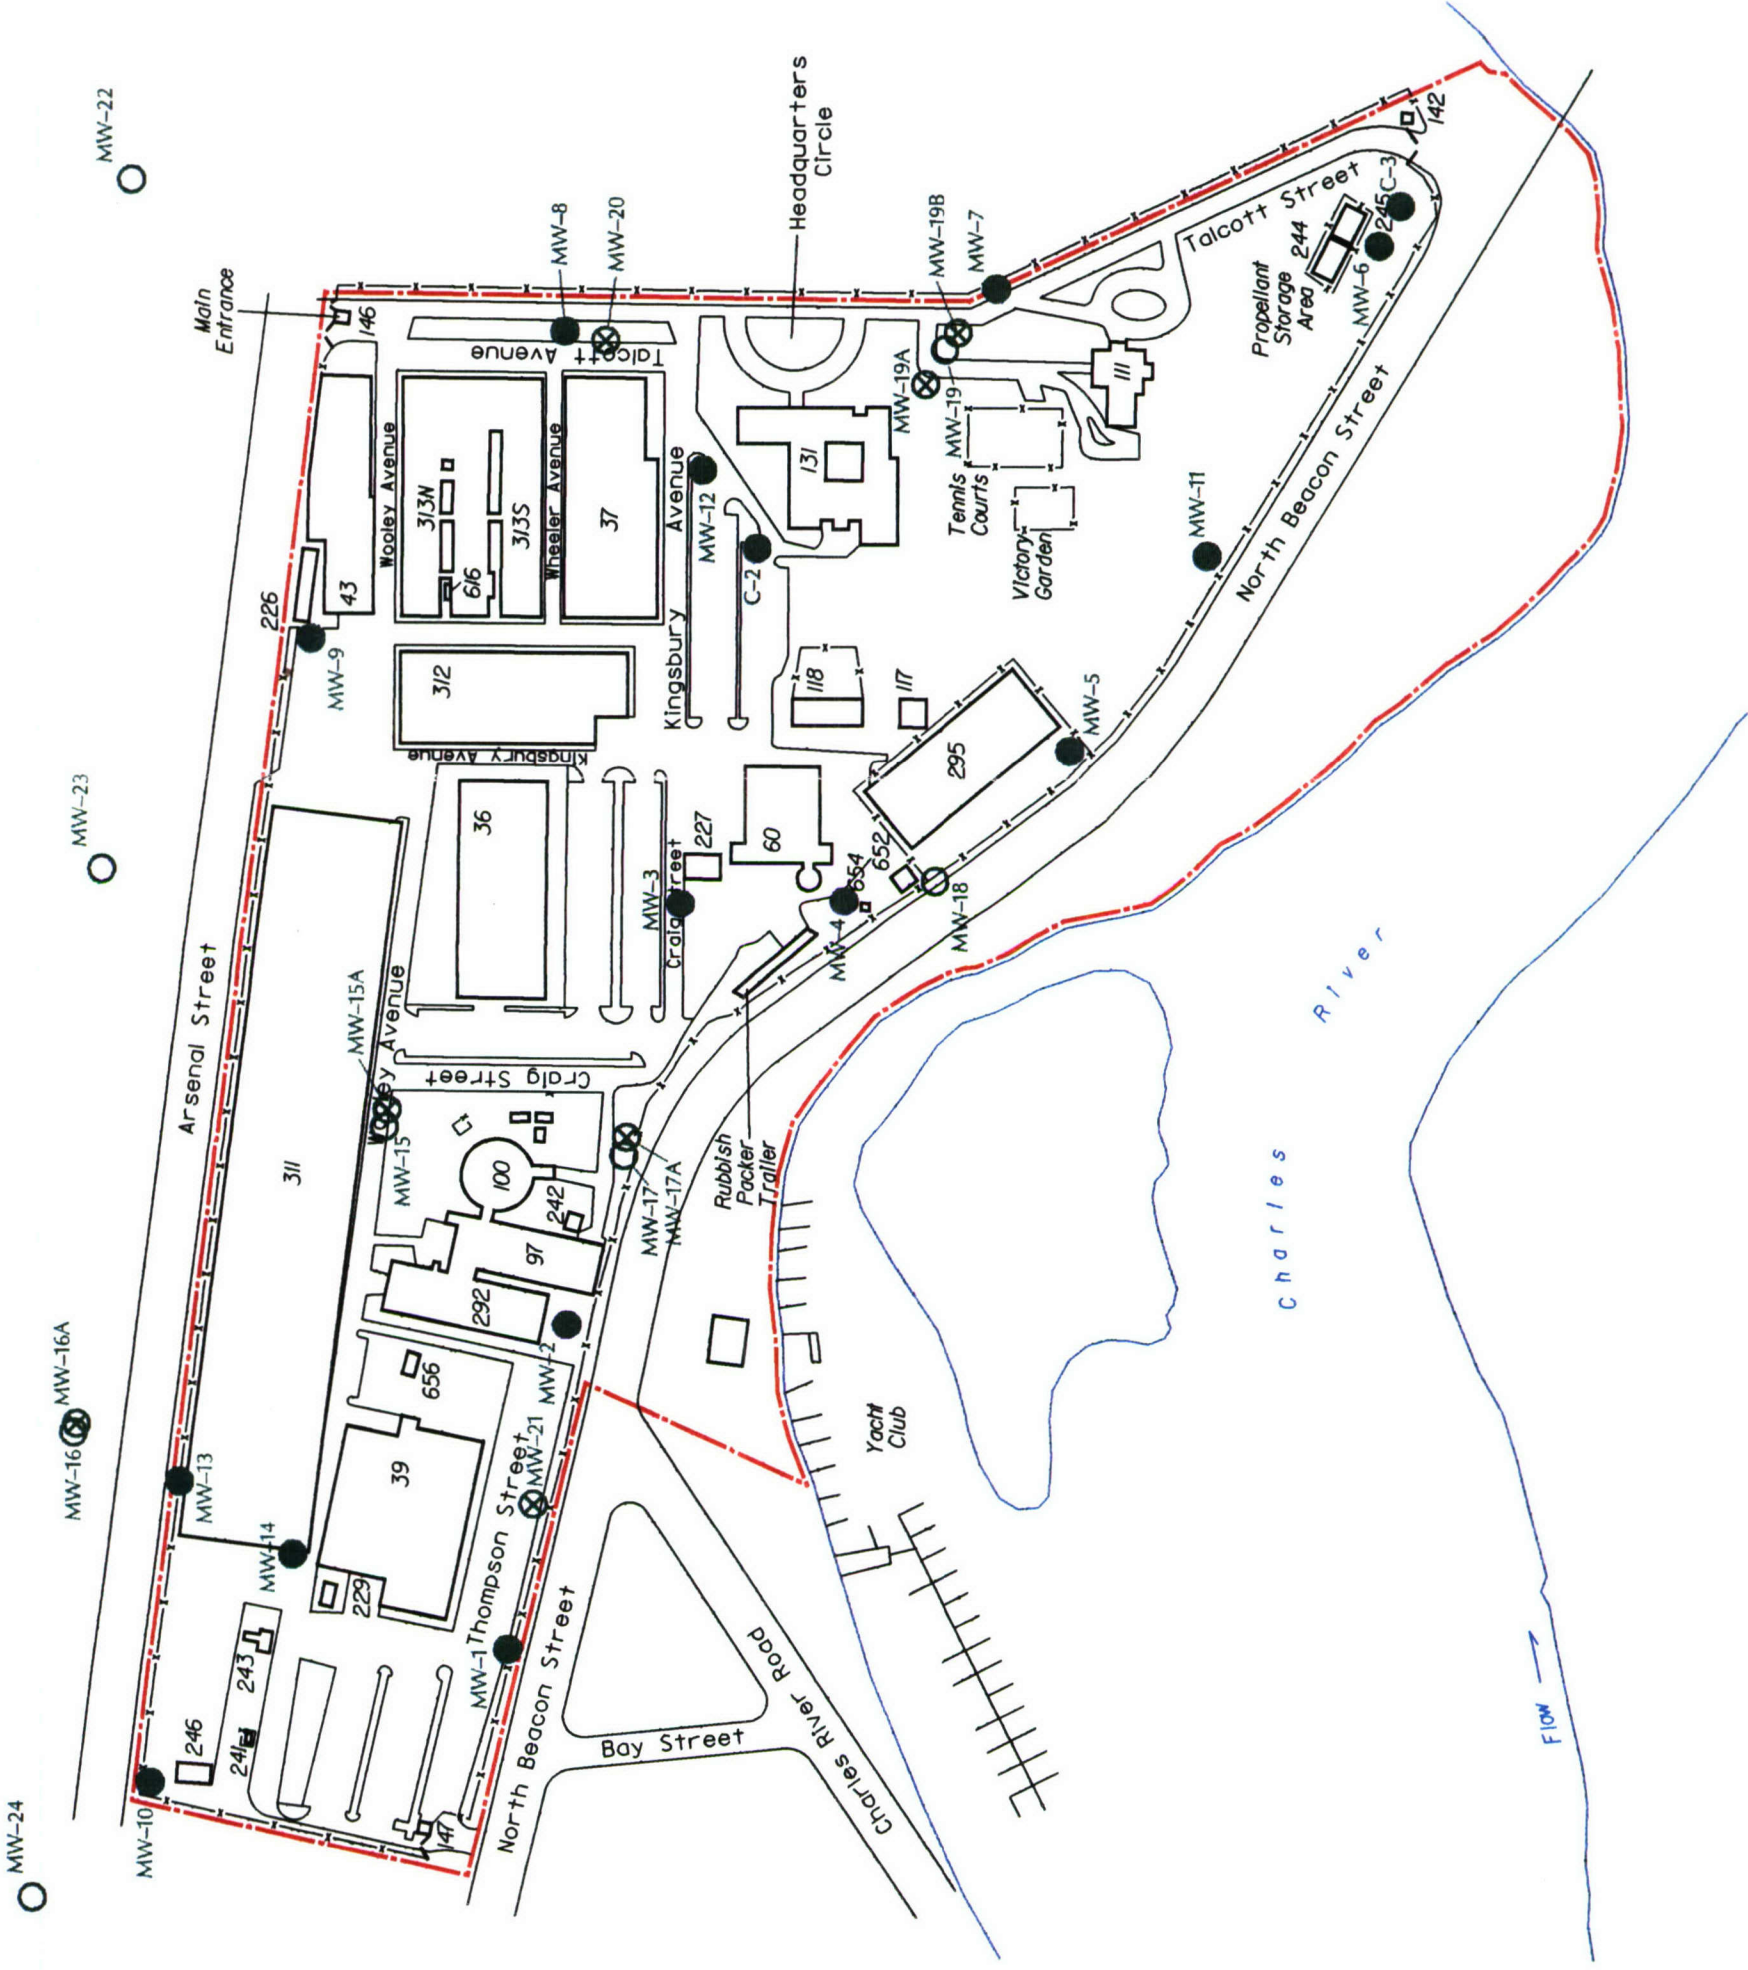 MW-22
MW-23
MW-16
MW-16A
MW-24
Main
Entrance
146
MW-8
MW-20
Headquarters
Circle
MW-19B
MW-7
142
C-3
245
244
Talcott Street
Propellant
Storage
Area
MW-6
Talcott Avenue
MW-19A
MW-19
111
Tennis
Courts
Victory
Garden
MW-11
North Beacon Street
Wooley Avenue
313N
313S
616
Wheeler Avenue
37
Kingsbury Avenue
MW-12
C-2
131
226
43
MW-9
312
Kingsbury Avenue
118
117
295
MW-5
36
227
60
652
654
MW-3
Craig Street
MW-4
MW-18
Arsenal Street
311
Wooley Avenue
MW-15A
MW-15
Craig Street
100
242
97
292
MW-17
MW-17A
Rubbish
Packer
Trailer
MW-2
656
39
MW-21
Thompson Street
MW-13
MW-14
229
243
241
246
MW-10
MW-1
147
North Beacon Street
Bay Street
Charles River Road
Yacht
Club
Charles River
Flow